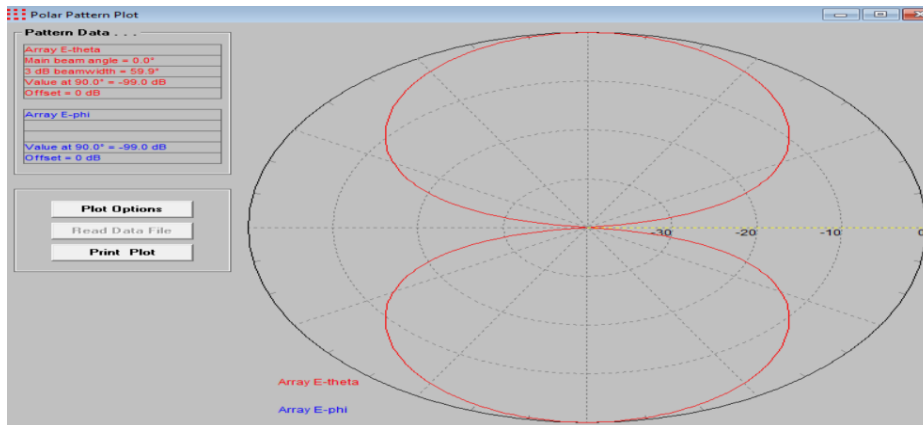 Polar Pattern Plot
Pattern Data . . .
Array E-theta
Main beam angle = 0.0°
3 dB beamwidth = 59.9°
Value at 90.0° = -99.0 dB
Offset = 0 dB
Array E-phi
Value at 90.0° = -99.0 dB
Offset = 0 dB
Plot Options
Read Data File
Print Plot
-30 -20 -10 0
Array E-theta
Array E-phi